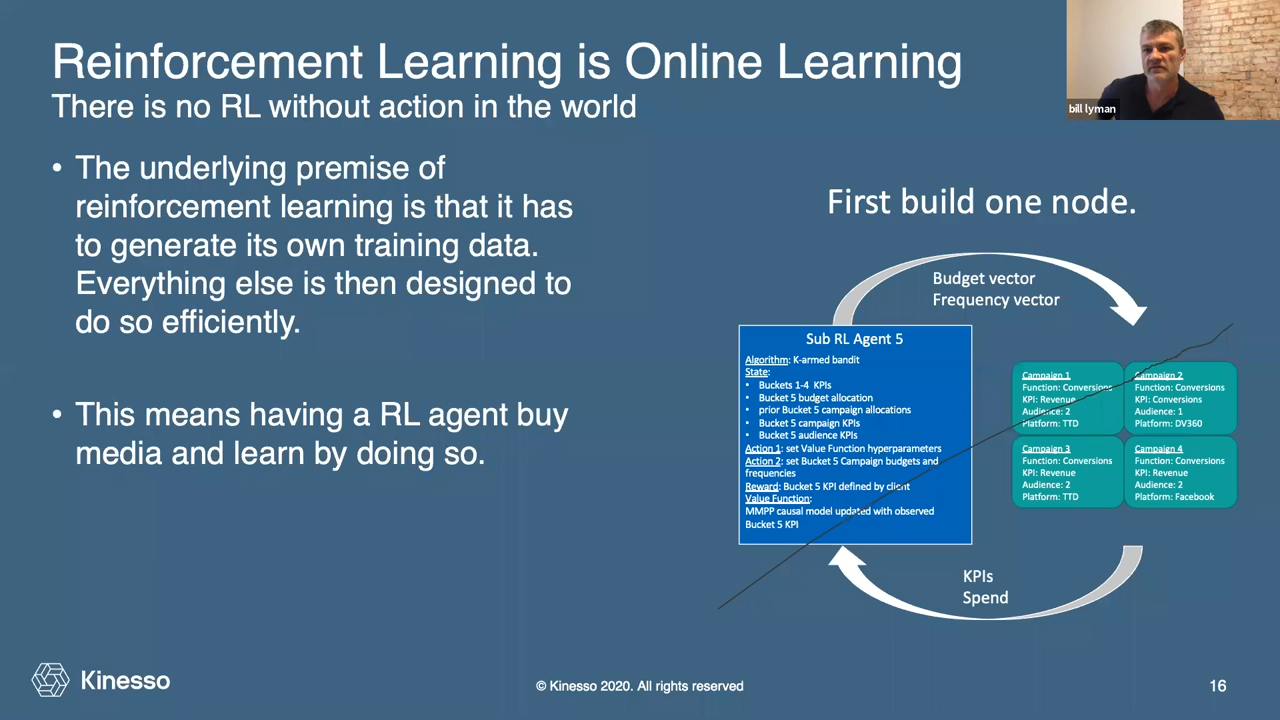 Reinforcement Learning is Online Learning
There is no RL without action in the world
bill lyman
• The underlying premise of
reinforcement learning is that it has
to generate its own training data.
Everything else is then designed to
do so efficiently.
• This means having a RL agent buy
media and learn by doing so.
First build one node.
Budget vector
Frequency vector
Sub RL Agent 5
Algorithm: K-armed bandit
State:
• Buckets 1-4 KPIs
• Bucket 5 budget allocation
• prior Bucket 5 campaign allocations
• Bucket 5 campaign KPIs
• Bucket 5 audience KPIs
Action 1: set Value Function hyperparameters
Action 2: set Bucket 5 Campaign budgets and
frequencies
Reward: Bucket 5 KPI defined by client
Value Function:
MMPP causal model updated with observed
Bucket 5 KPI
Campaign 1
Function: Conversions
KPI: Revenue
Audience: 2
Platform: TTD
Campaign 2
Function: Conversions
KPI: Conversions
Audience: 1
Platform: DV360
Campaign 3
Function: Conversions
KPI: Revenue
Audience: 2
Platform: TTD
Campaign 4
Function: Conversions
KPI: Revenue
Audience: 2
Platform: Facebook
KPIs
Spend
Kinesso
© Kinesso 2020. All rights reserved
16